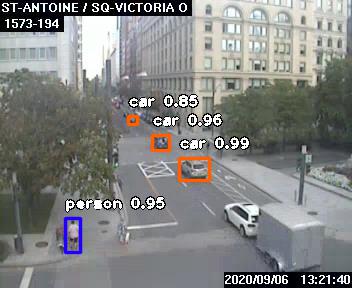 ST-ANTOINE / SQ-VICTORIA O
1573-194
car 0.85
car 0.96
car 0.99
person 0.95
2020/09/06 13:21:40